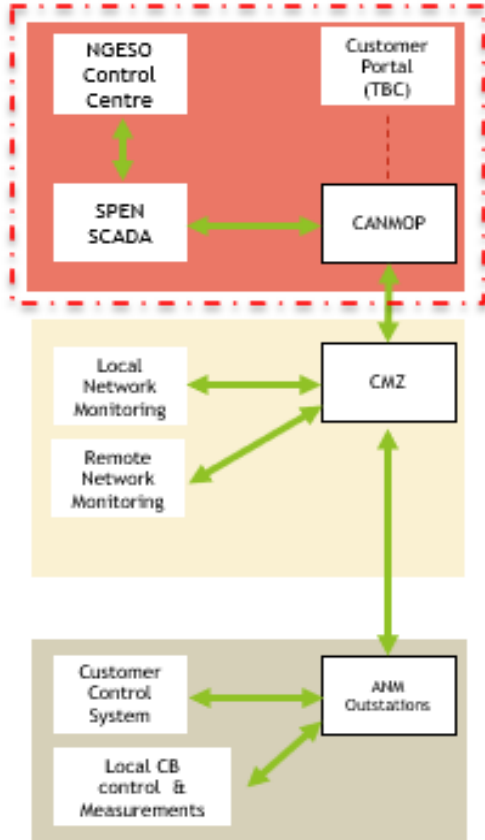 NGESO
Control
Centre
Customer
Portal
(TBC)
SPEN
SCADA
CANMOP
Local
Network
Monitoring
CMZ
Remote
Network
Monitoring
Customer
Control
System
ANM
Outstations
Local CB
control &
Measurements